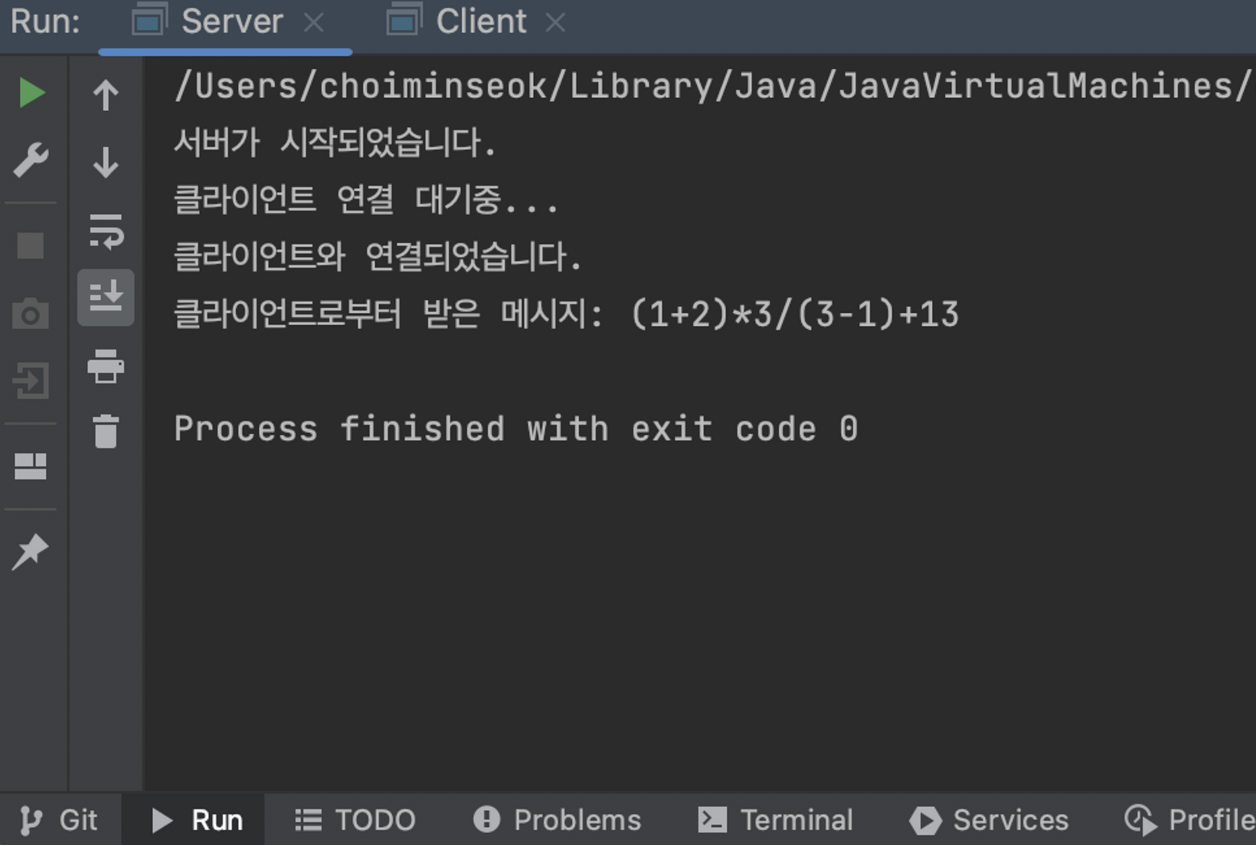 Run: Server Client
/Users/choiminseok/Library/Java/JavaVirtualMachines/
서버가 시작되었습니다.
클라이언트 연결 대기중...
클라이언트와 연결되었습니다.
클라이언트로부터 받은 메시지: (1+2)*3/(3-1)+13
Process finished with exit code 0
Git Run TODO Problems Terminal Services Profile